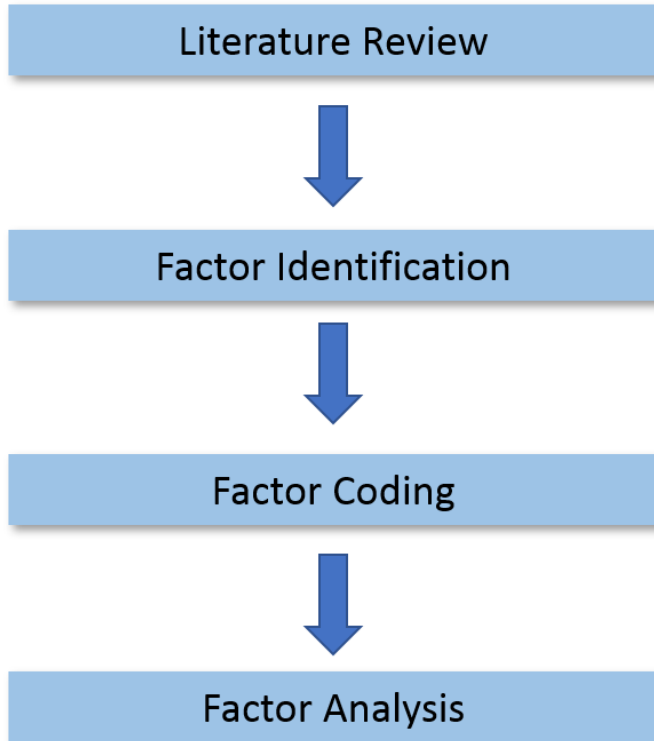 Literature Review
Factor Identification
Factor Coding
Factor Analysis